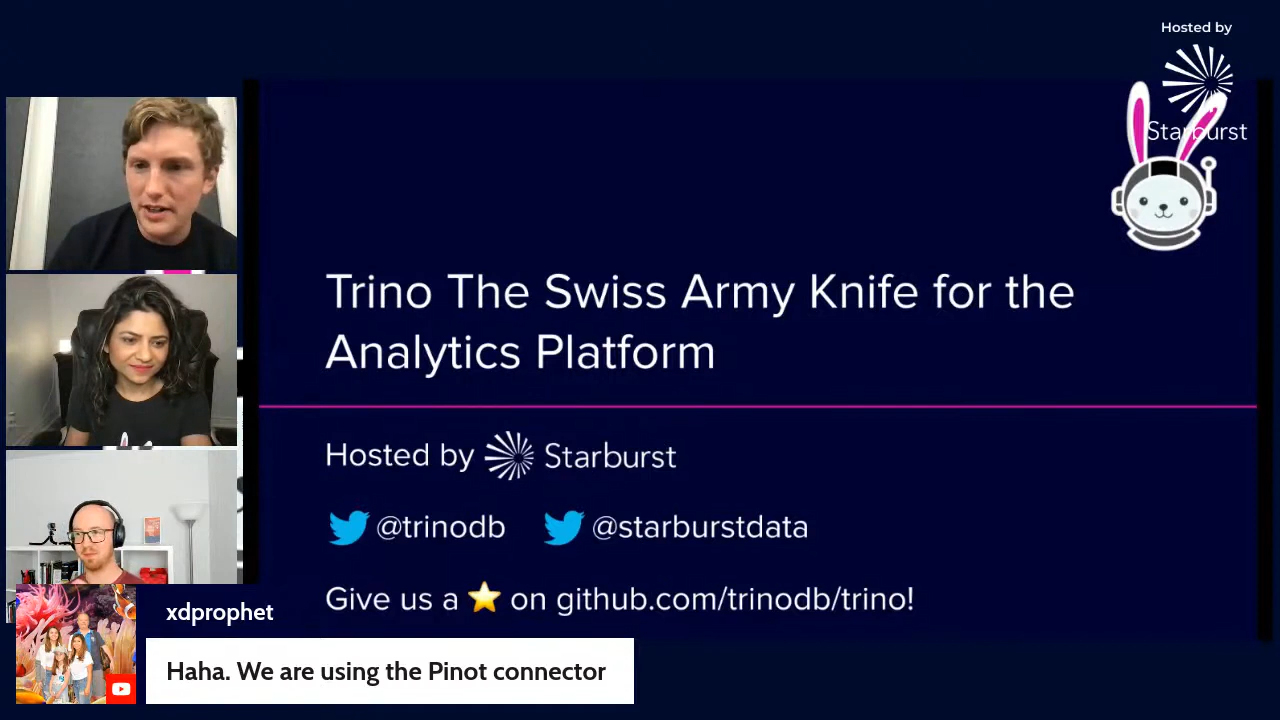 Hosted by
Starburst
Trino The Swiss Army Knife for the
Analytics Platform
Hosted by Starburst
@trinodb @starburstdata
Give us a ⭐ on github.com/trinodb/trino!
xdprophet
Haha. We are using the Pinot connector